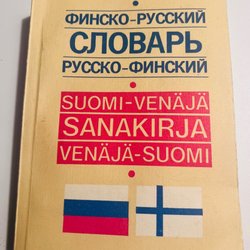 ФИНСКО-РУССКИЙ
СЛОВАРЬ
РУССКО-ФИНСКИЙ
SUOMI-VENÄJÄ
SANAKIRJA
VENÄJÄ-SUOMI